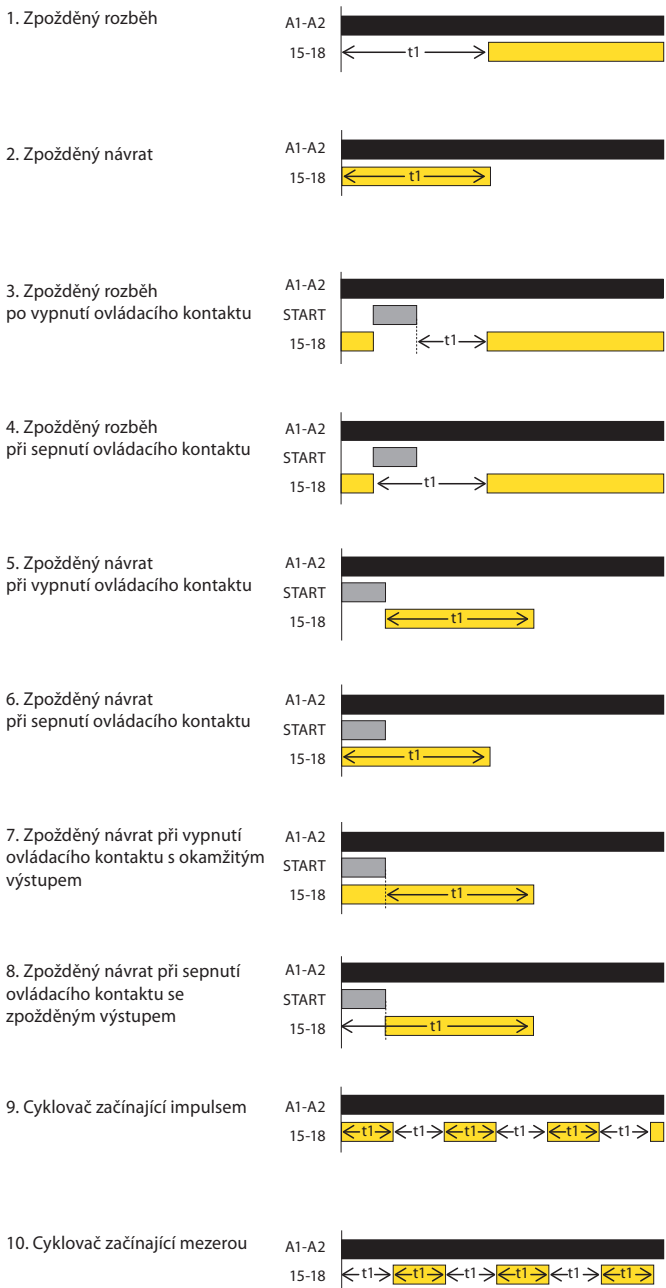 1. Zpožděný rozběh
A1-A2
15-18
t1
2. Zpožděný návrat
A1-A2
15-18
t1
3. Zpožděný rozběh
po vypnutí ovládacího kontaktu
A1-A2
START
15-18
t1
4. Zpožděný rozběh
při sepnutí ovládacího kontaktu
A1-A2
START
15-18
t1
5. Zpožděný návrat
při vypnutí ovládacího kontaktu
A1-A2
START
15-18
t1
6. Zpožděný návrat
při sepnutí ovládacího kontaktu
A1-A2
START
15-18
t1
7. Zpožděný návrat při vypnutí
ovládacího kontaktu s okamžitým
výstupem
A1-A2
START
15-18
t1
8. Zpožděný návrat při sepnutí
ovládacího kontaktu se
zpožděným výstupem
A1-A2
START
15-18
t1
9. Cyklovač začínající impulsem
A1-A2
15-18
t1 t1 t1 t1 t1 t1
10. Cyklovač začínající mezerou
A1-A2
15-18
t1 t1 t1 t1 t1 t1